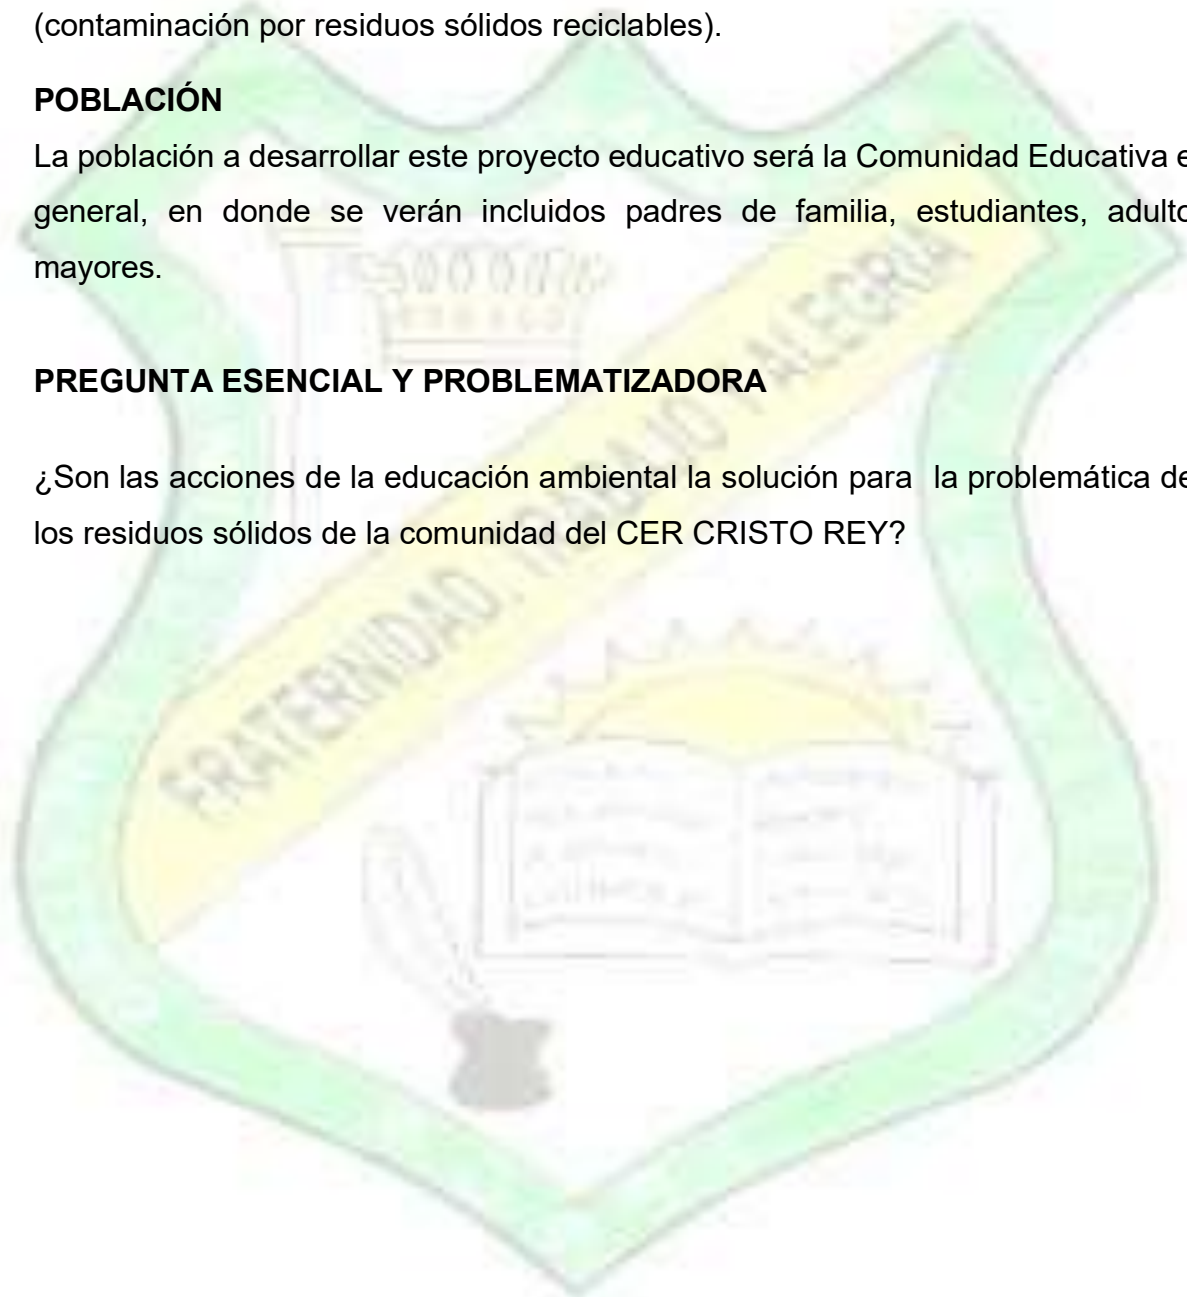 (contaminación por residuos sólidos reciclables).
POBLACIÓN
La población a desarrollar este proyecto educativo será la Comunidad Educativa e
general, en donde se verán incluidos padres de familia, estudiantes, adulto
mayores.
PREGUNTA ESENCIAL Y PROBLEMATIZADORA
¿Son las acciones de la educación ambiental la solución para  la problemática de
los residuos sólidos de la comunidad del CER CRISTO REY?
FRATERNIDAD, TRABAJO Y ALEGRIA